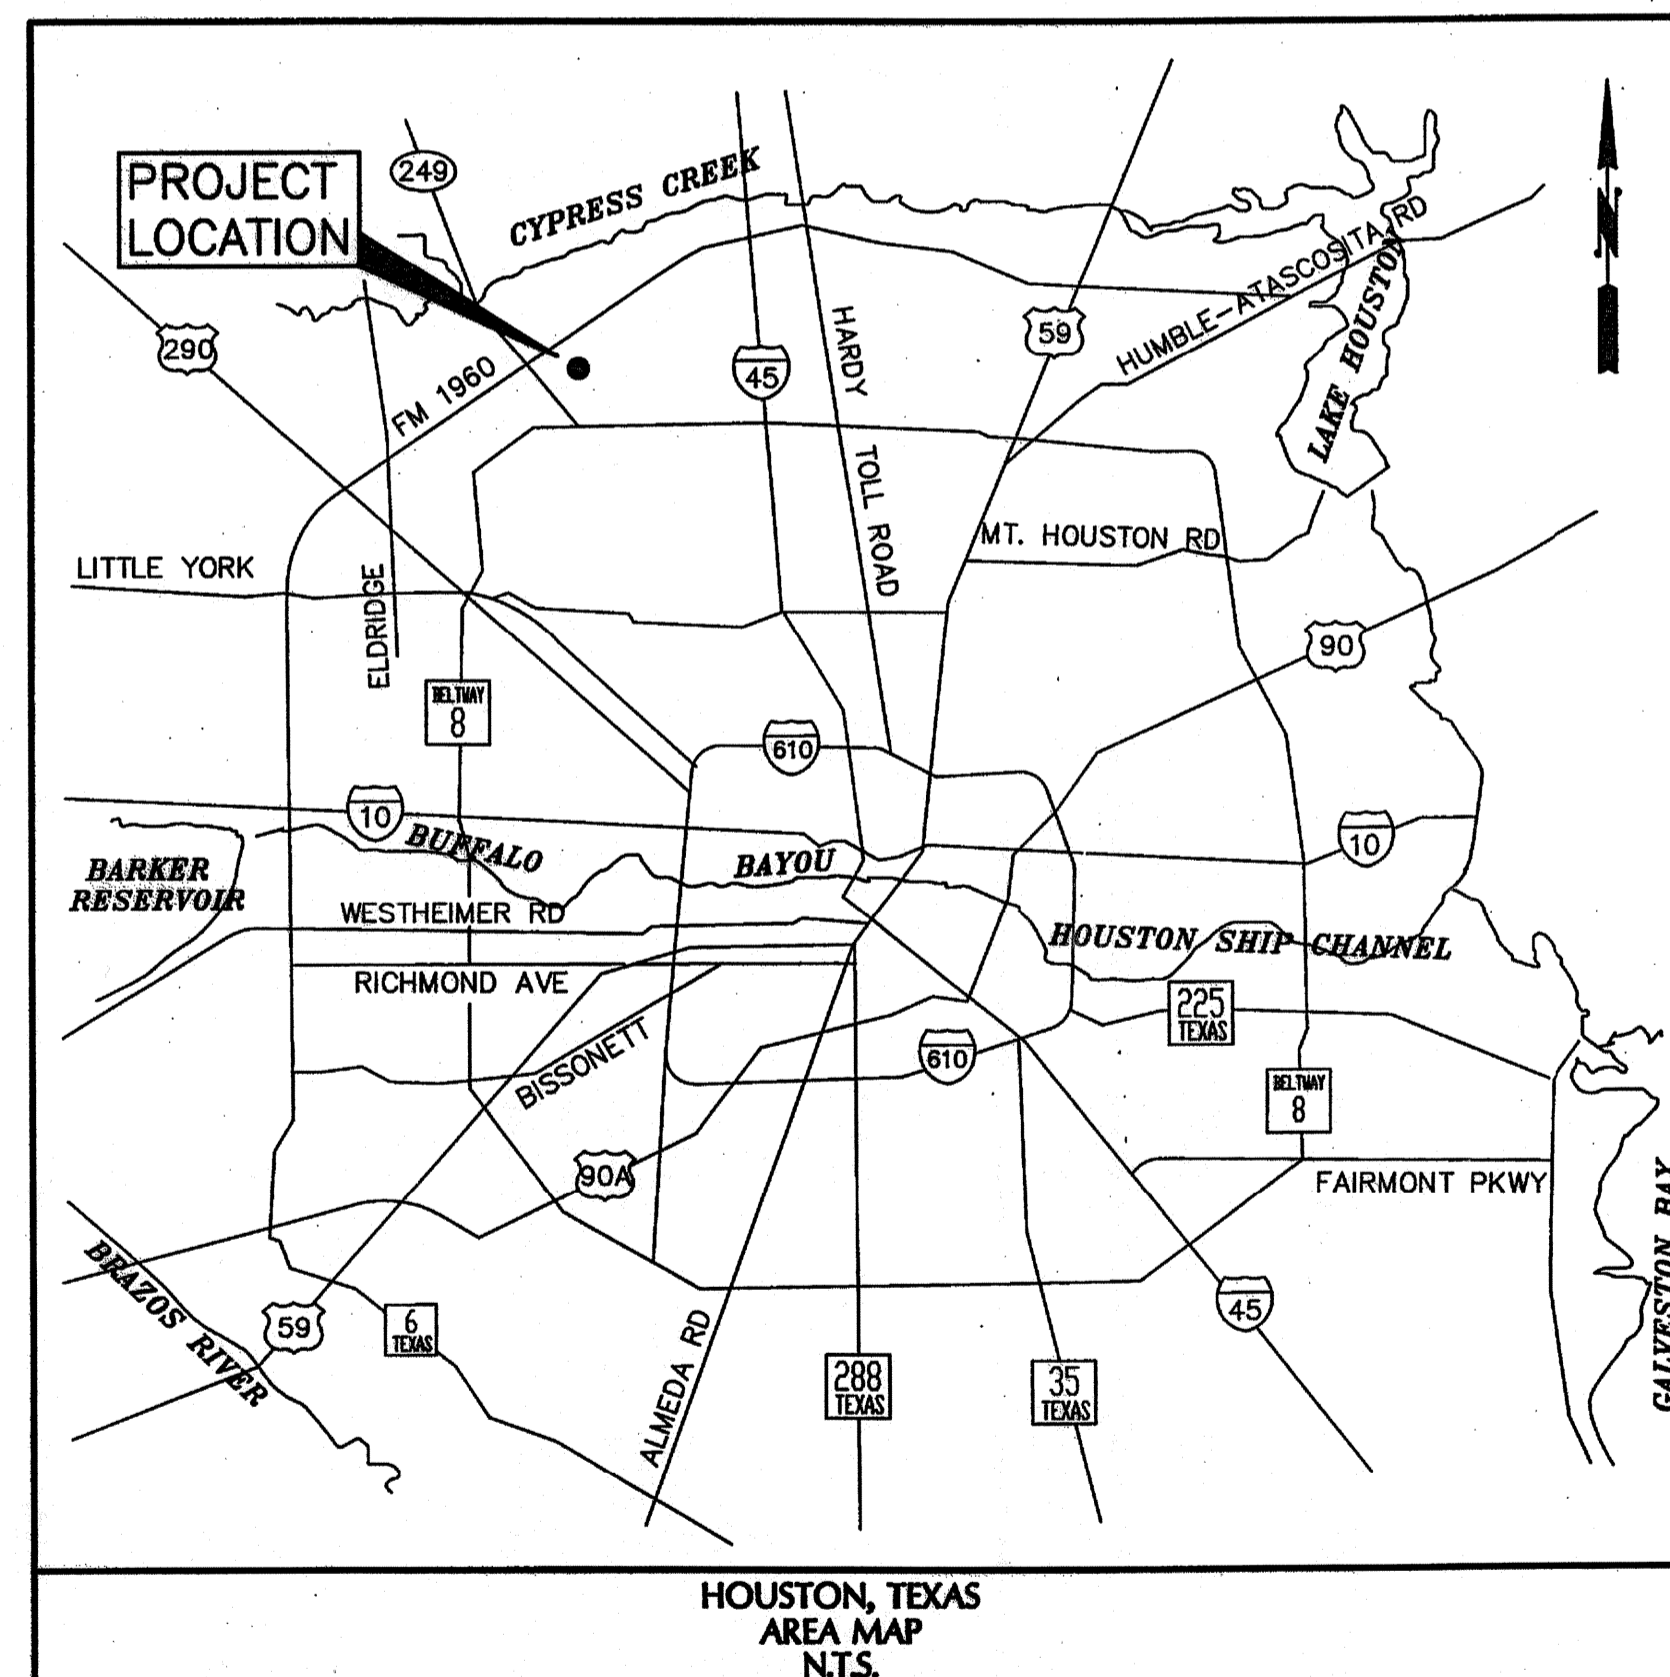 PROJECT
LOCATION
249
CYPRESS CREEK
N
290
FM 1960
45
HARDY
TOLL ROAD
59
HUMBLE-ATASCOSITA RD
LAKE HOUSTON
MT. HOUSTON RD
LITTLE YORK
ELDRIDGE
90
BELTWAY
8
610
10
BUFFALO
BAYOU
10
BARKER
RESERVOIR
WESTHEIMER RD
HOUSTON SHIP CHANNEL
RICHMOND AVE
225
TEXAS
BISSONETT
610
BELTWAY
8
90A
FAIRMONT PKWY
GALVESTON BAY
BRAZOS RIVER
59
6
TEXAS
ALMEDA RD
288
TEXAS
35
TEXAS
45
HOUSTON, TEXAS
AREA MAP
N.T.S.